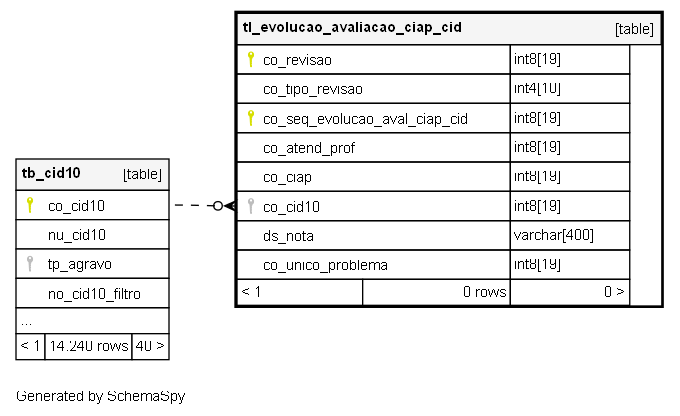 tl_evolucao_avaliacao_ciap_cid [table]
co_revisao int8[19]
co_tipo_revisao int4[10]
co_seq_evolucao_aval_ciap_cid int8[19]
co_atend_prof int8[19]
co_ciap int8[19]
co_cid10 int8[19]
ds_nota varchar[400]
co_unico_problema int8[19]
< 1 0 rows 0 >
tb_cid10 [table]
co_cid10
nu_cid10
tp_agravo
no_cid10_filtro
...
< 1 14.240 rows 40 >
Generated by SchemaSpy